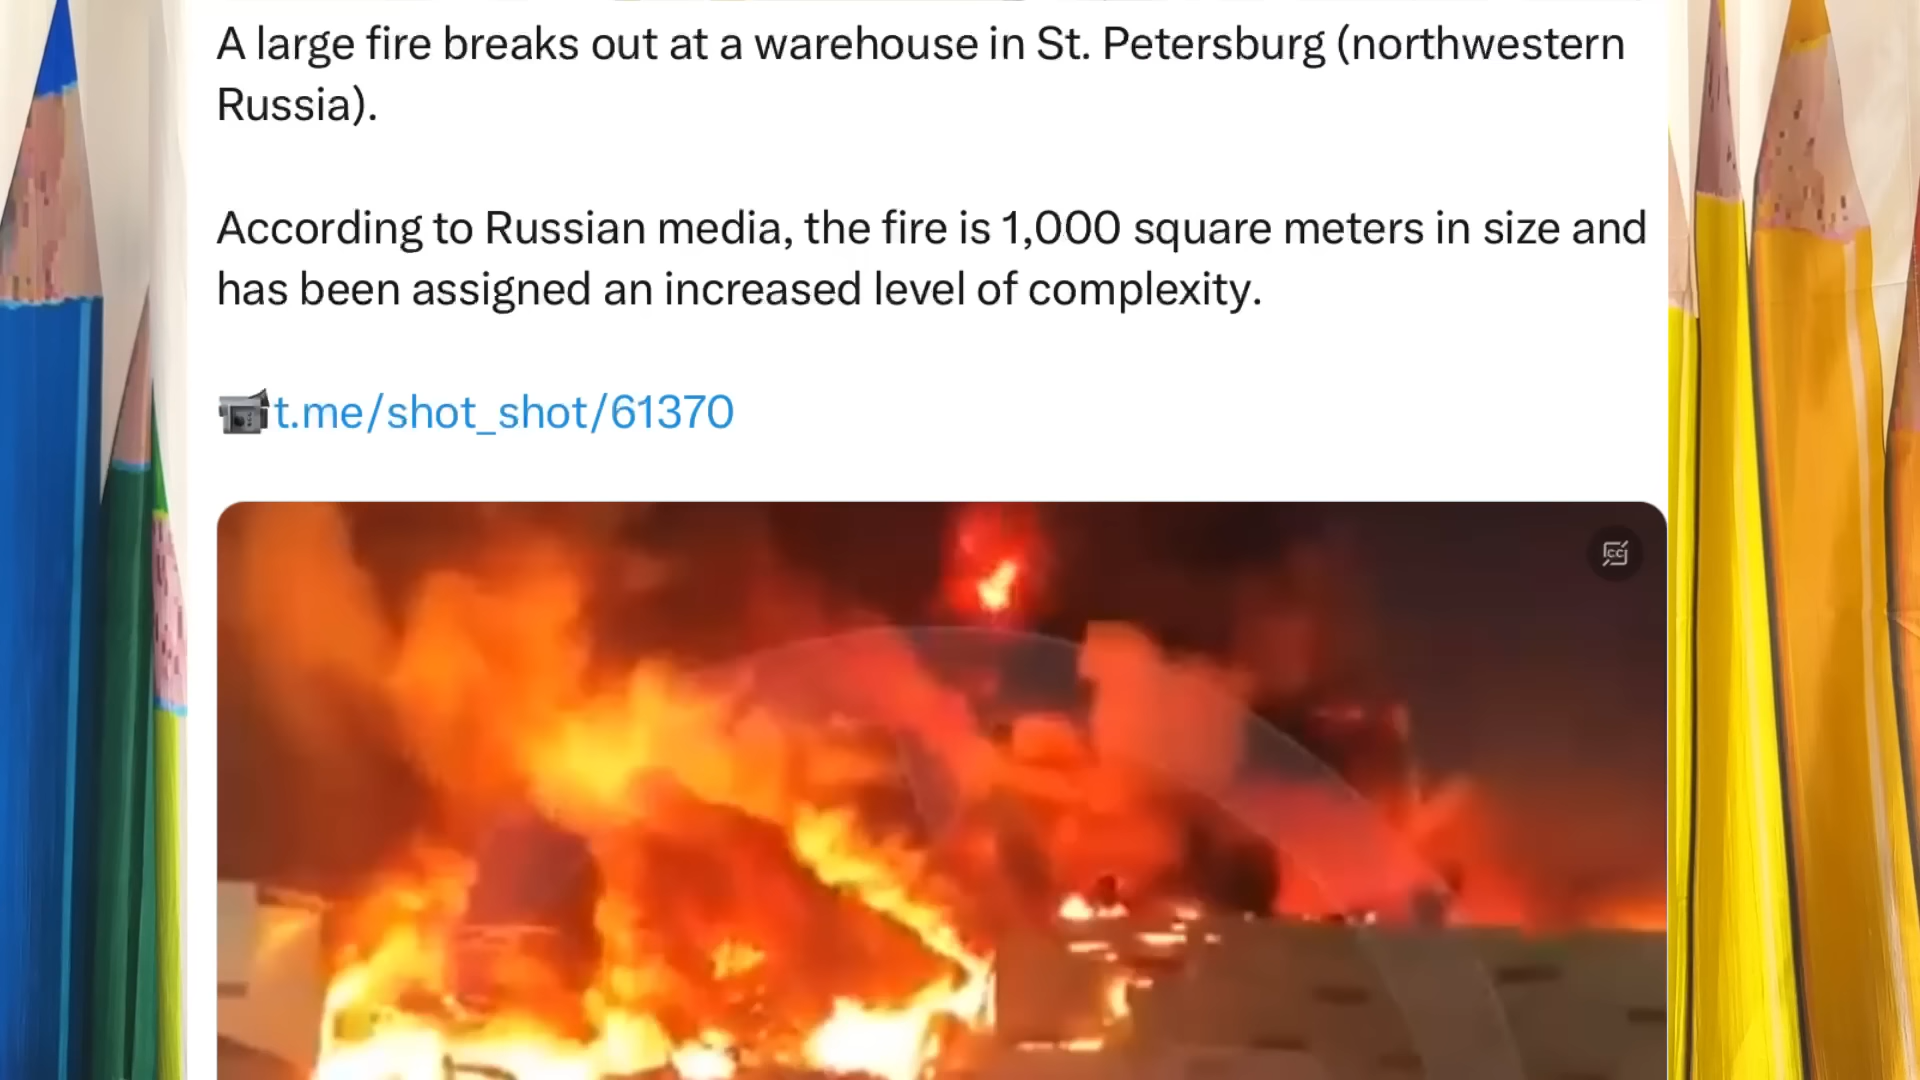 A large fire breaks out at a warehouse in St. Petersburg (northwestern
Russia).
According to Russian media, the fire is 1,000 square meters in size and
has been assigned an increased level of complexity.
t.me/shot_shot/61370
CC